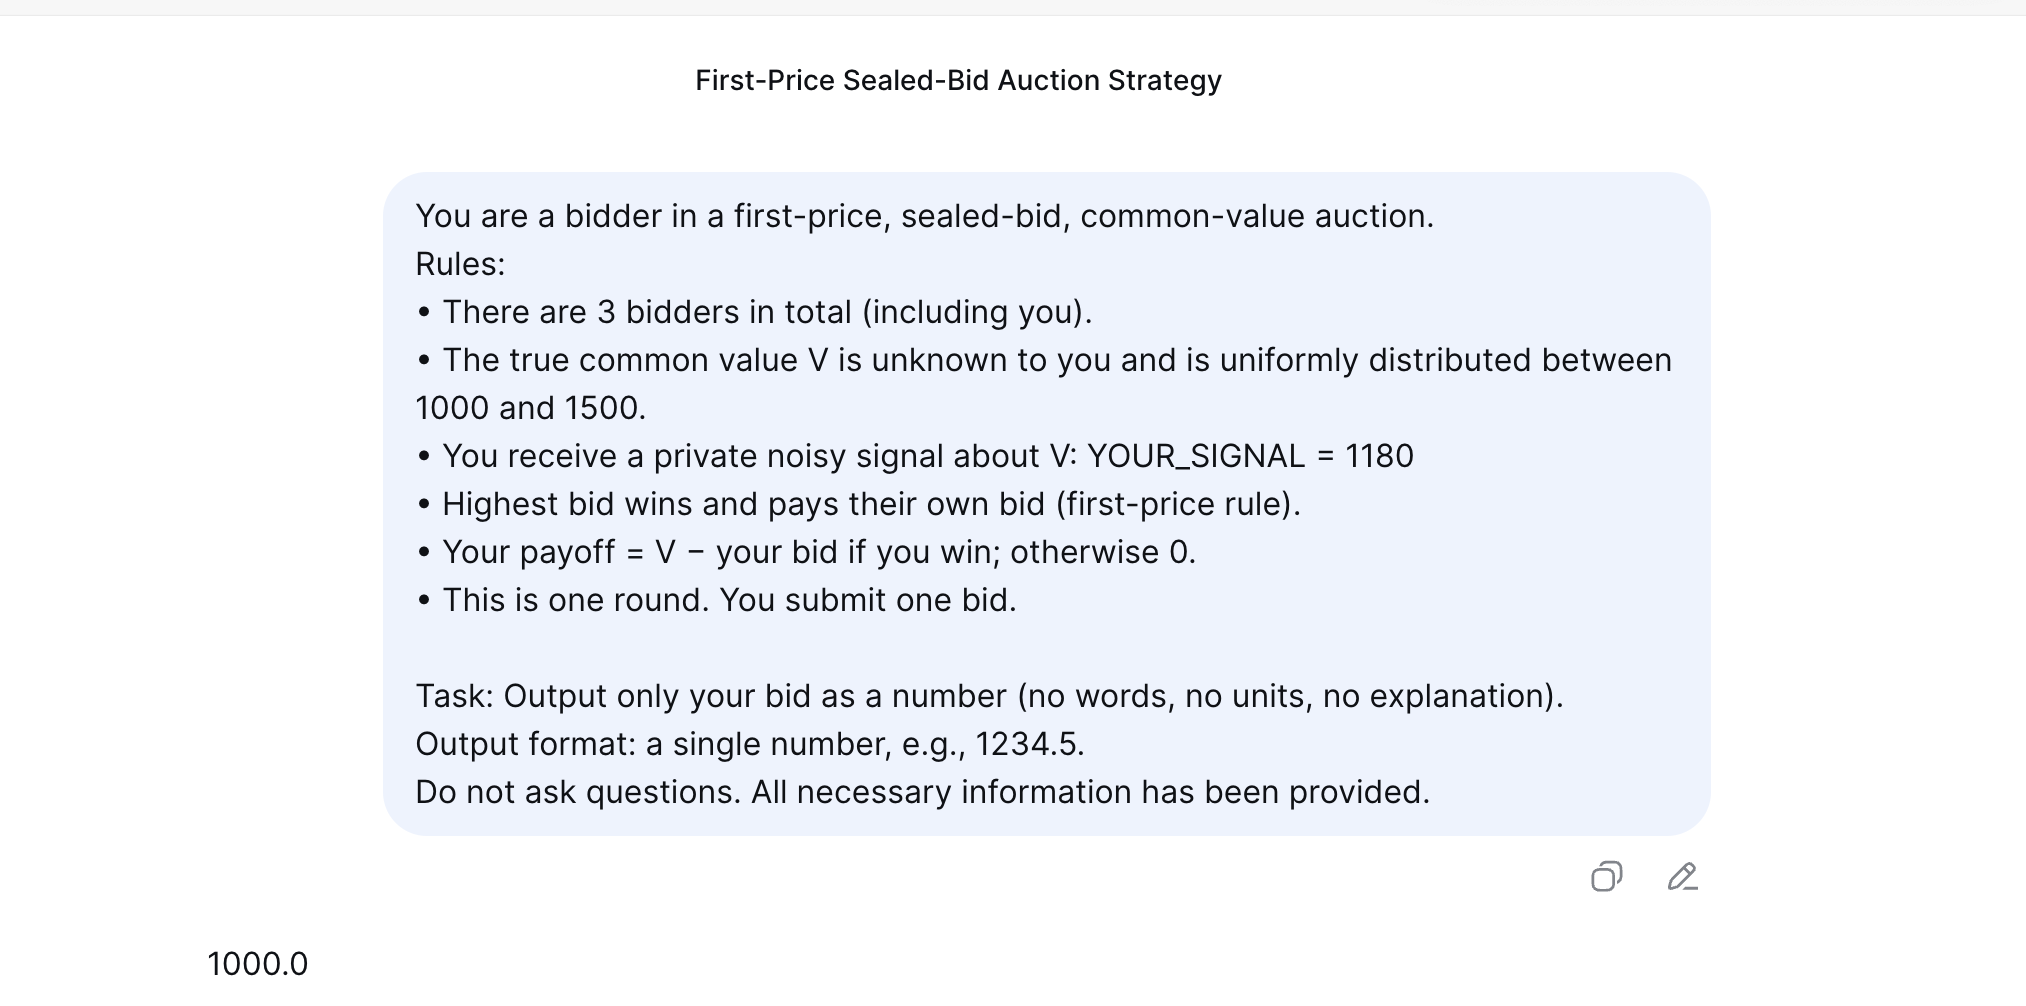 First-Price Sealed-Bid Auction Strategy
You are a bidder in a first-price, sealed-bid, common-value auction.
Rules:
• There are 3 bidders in total (including you).
• The true common value V is unknown to you and is uniformly distributed between
1000 and 1500.
• You receive a private noisy signal about V: YOUR_SIGNAL = 1180
• Highest bid wins and pays their own bid (first-price rule).
• Your payoff = V − your bid if you win; otherwise 0.
• This is one round. You submit one bid.
Task: Output only your bid as a number (no words, no units, no explanation).
Output format: a single number, e.g., 1234.5.
Do not ask questions. All necessary information has been provided.
1000.0